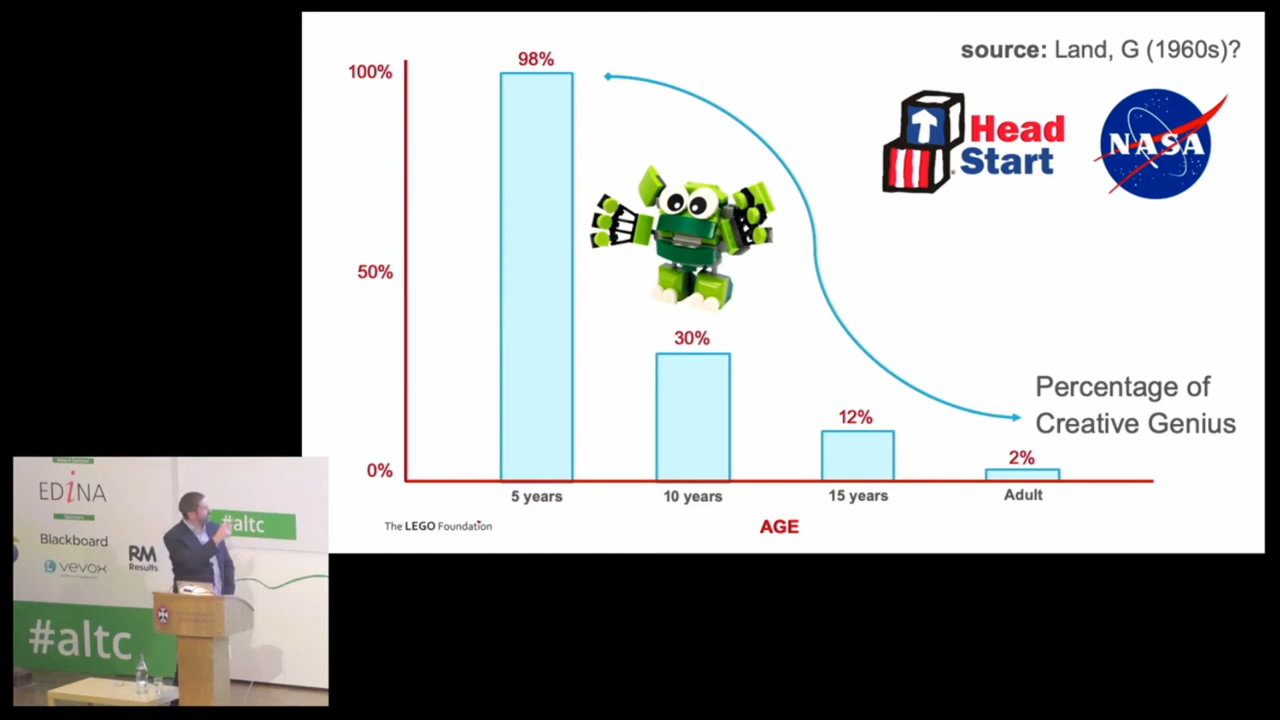 source: Land, G (1960s)?
Head
Start
NASA
100%
50%
0%
98%
30%
12%
2%
Percentage of
Creative Genius
5 years
10 years
15 years
Adult
AGE
The LEGO Foundation
EDINA
Blackboard
vevox
RM
Results
#altc
#altc